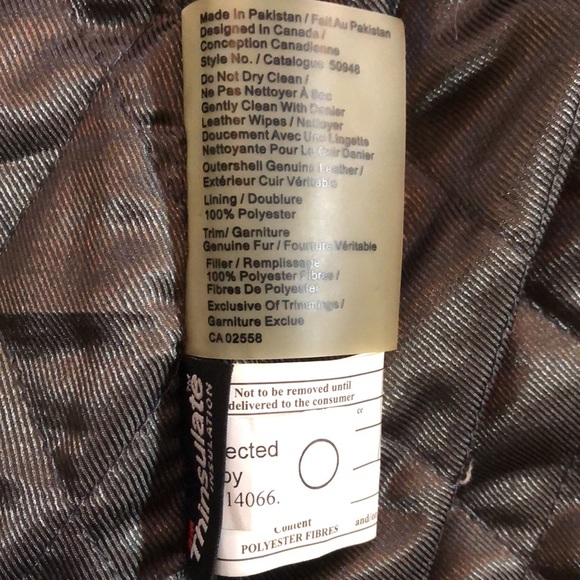 Made In Pakistan / Fait Au Pakistan
Designed In Canada /
Conception Canadienne
Style No. / Catalogue 50948
Do Not Dry Clean /
Ne Pas Nettoyer À Sec
Gently Clean With Danier
Leather Wipes / Nettoyer
Doucement Avec Une Lingette
Nettoyante Pour Le Cuir Danier
Outershell Genuine Leather /
Extérieur Cuir Véritable
Lining / Doublure
100% Polyester
Trim/ Garniture
Genuine Fur / Fourrure Véritable
Filler / Remplissage
100% Polyester Fibres /
Fibres De Polyester
Exclusive Of Trimmings /
Garniture Exclue
CA 02558
Thinsulate
INSULATION
Not to be removed until
delivered to the consumer
ce
ected
by
14066.
Content
and/or
POLYESTER FIBRES